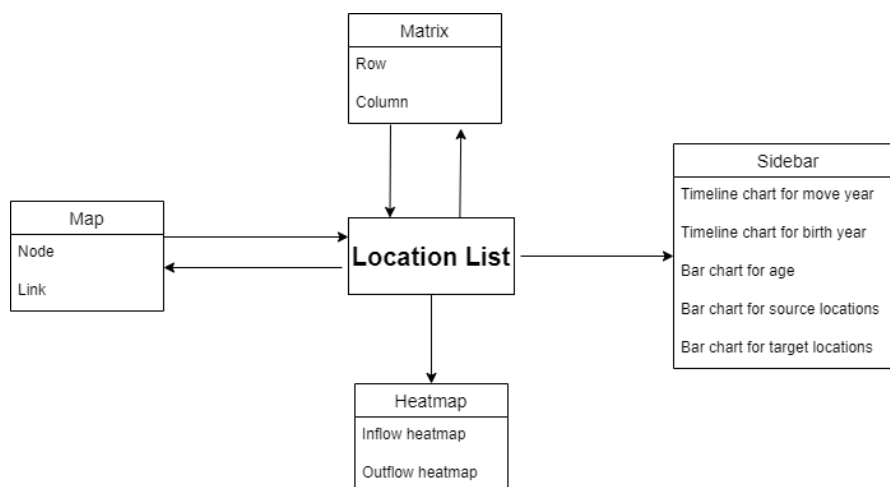 Matrix
Row
Column
Sidebar
Timeline chart for move year
Timeline chart for birth year
Bar chart for age
Bar chart for source locations
Bar chart for target locations
Map
Node
Link
Location List
Heatmap
Inflow heatmap
Outflow heatmap